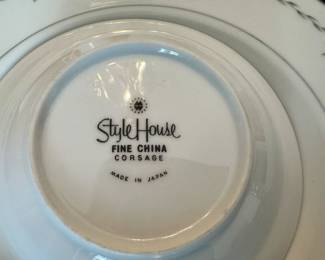 Style House
FINE CHINA
CORSAGE
MADE IN JAPAN